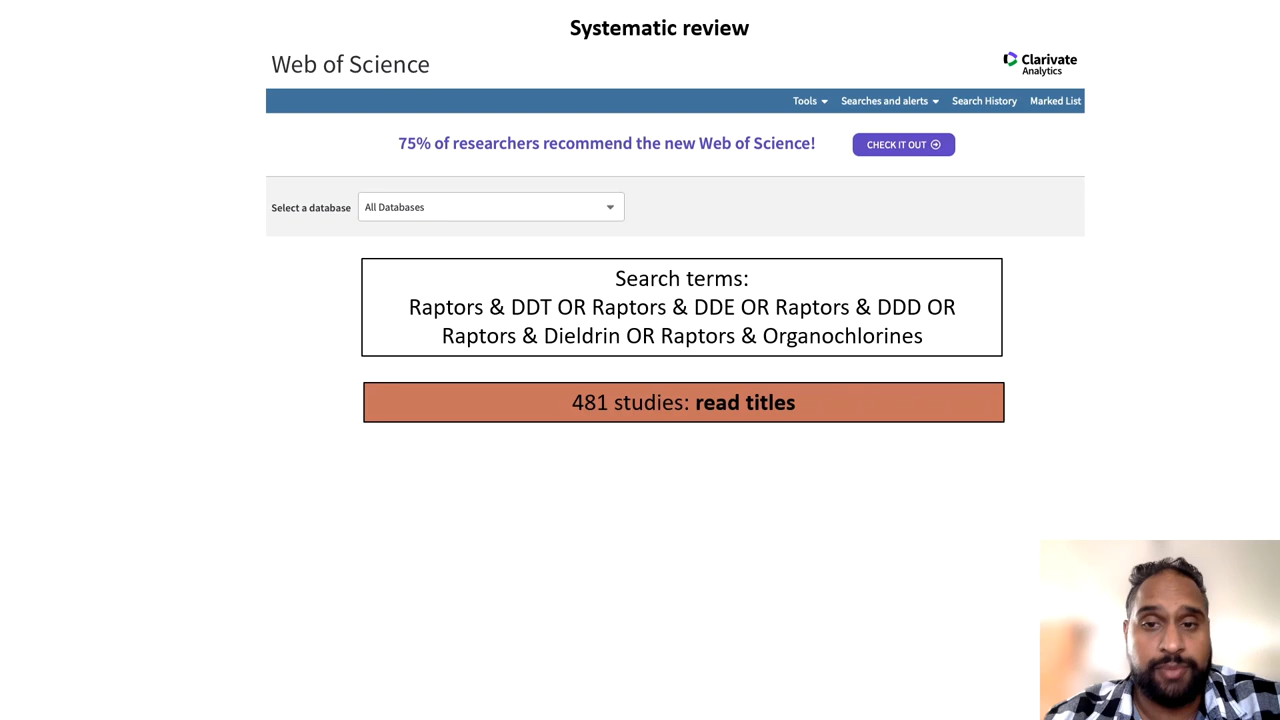 Systematic review
Web of Science
Clarivate
Analytics
Tools
Searches and alerts
Search History
Marked List
75% of researchers recommend the new Web of Science!
CHECK IT OUT
Select a database
All Databases
Search terms:
Raptors & DDT OR Raptors & DDE OR Raptors & DDD OR
Raptors & Dieldrin OR Raptors & Organochlorines
481 studies: read titles